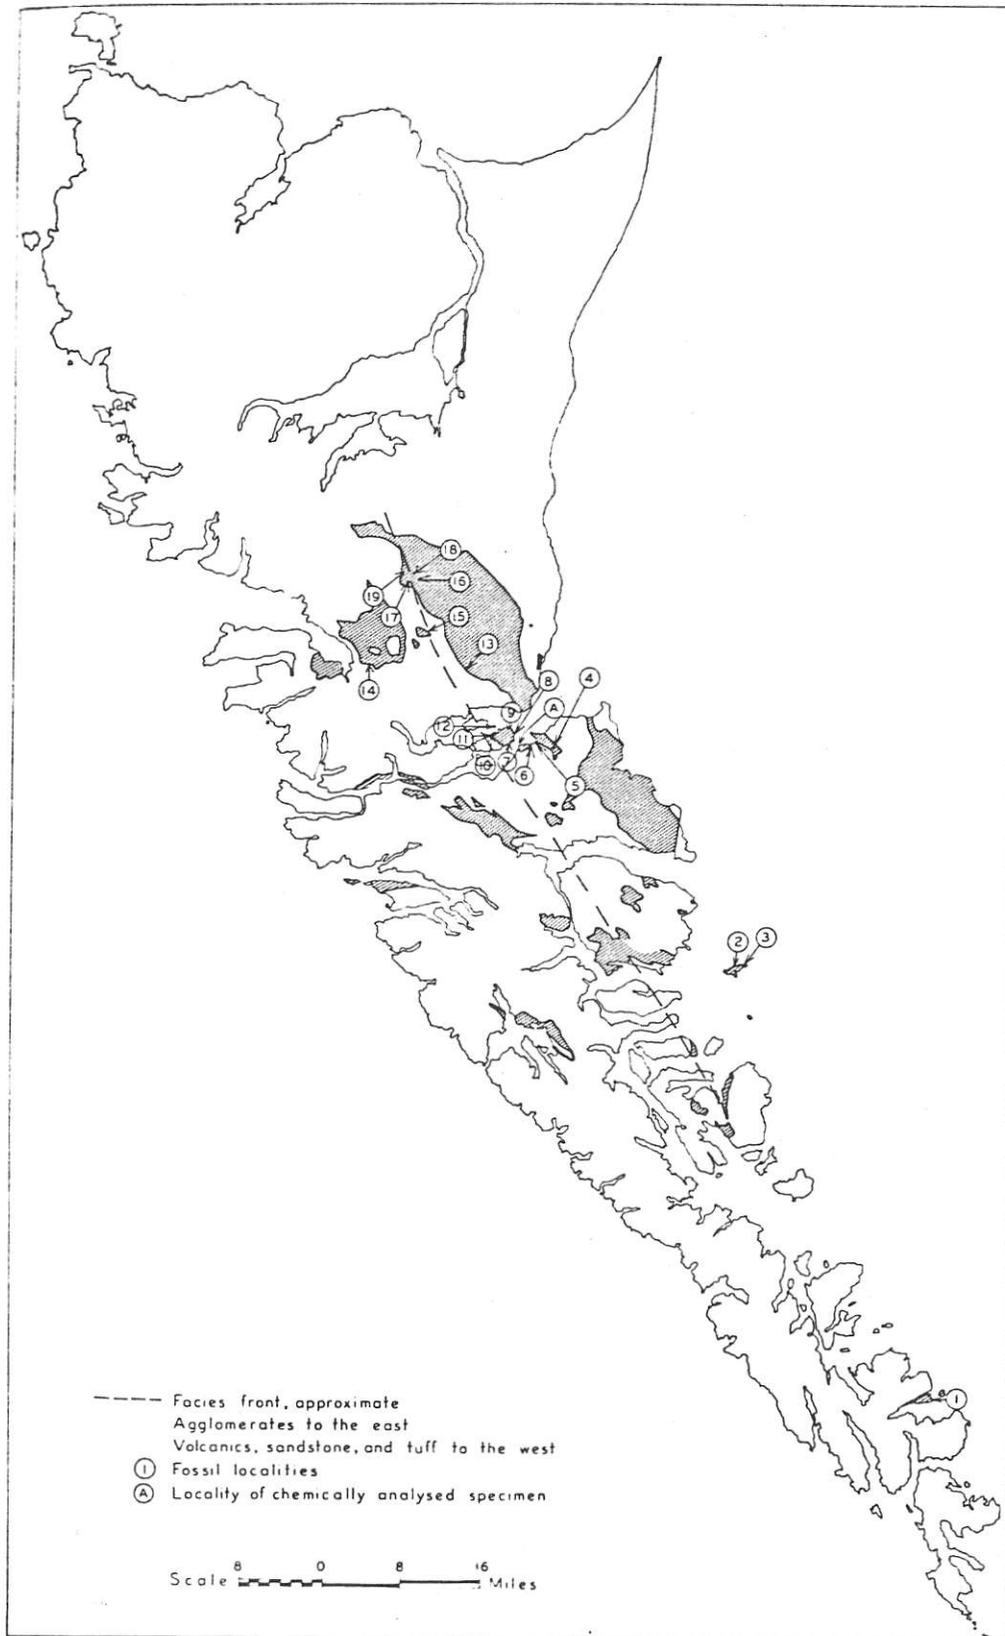 18
16
19
17
15
13
14
8
4
9
A
12
11
10
7
6
5
2
3
1
Facies front, approximate
Agglomerates to the east
Volcanics, sandstone, and tuff to the west
1 Fossil localities
A Locality of chemically analysed specimen
8 0 8 16
Scale Miles